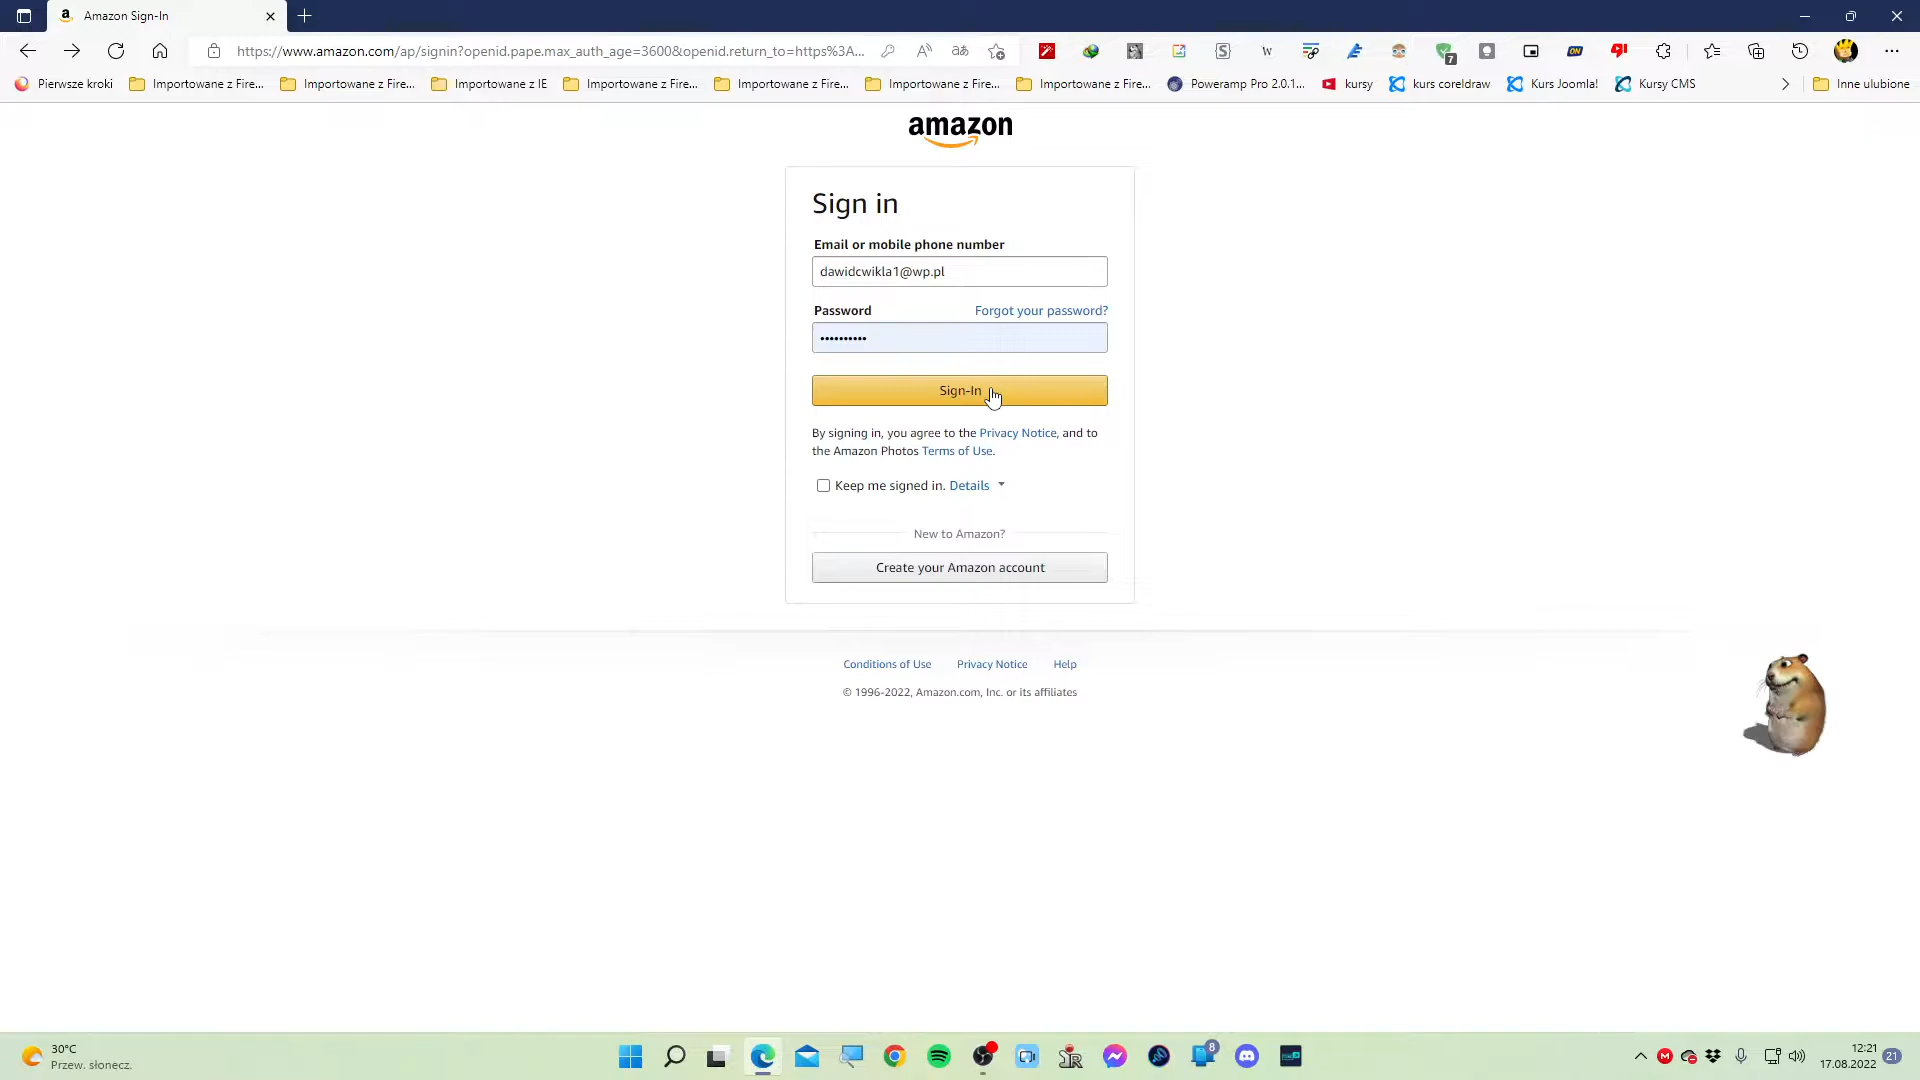 Amazon Sign-In
https://www.amazon.com/ap/signin?openid.pape.max_auth_age=3600&openid.return_to=https%3A...
Pierwsze kroki
Importowane z Fire...
Importowane z Fire...
Importowane z IE
Importowane z Fire...
Importowane z Fire...
Importowane z Fire...
Importowane z Fire...
Poweramp Pro 2.0.1...
kursy
kurs coreldraw
Kurs Joomla!
Kursy CMS
Inne ulubione
7
amazon
Sign in
Email or mobile phone number
dawidcwikla1@wp.pl
Password Forgot your password?
••••••••••
Sign-In
By signing in, you agree to the Privacy Notice, and to
the Amazon Photos Terms of Use.
Keep me signed in. Details
New to Amazon?
Create your Amazon account
Conditions of Use Privacy Notice Help
© 1996-2022, Amazon.com, Inc. or its affiliates
30°C
Przew. słonecz.
8
12:21
17.08.2022
21